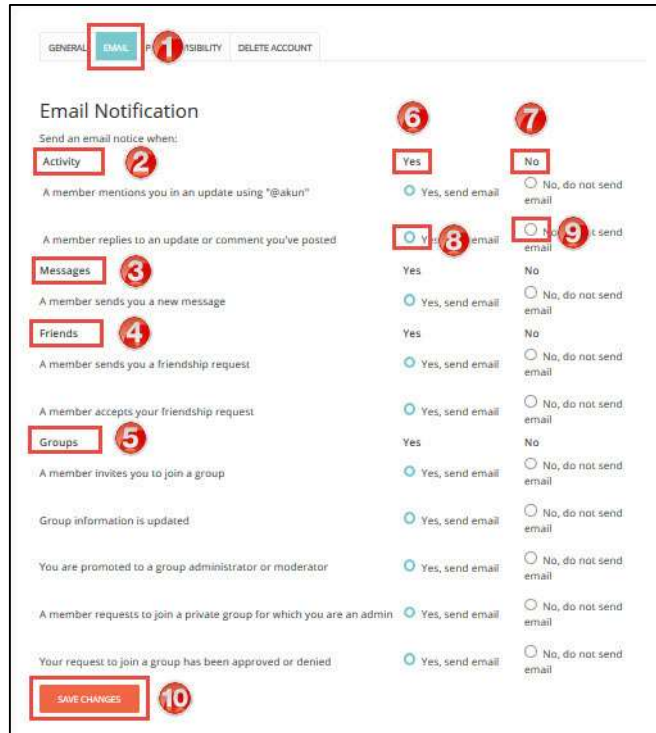 GENERAL EMAIL P VISIBILITY DELETE ACCOUNT
1
Email Notification
6 7
Send an email notice when:
Activity 2 Yes No
A member mentions you in an update using "@akun" Yes, send email No, do not send
email
A member replies to an update or comment you've posted Ye 8 email No 9 t send
email
Messages 3 Yes No
A member sends you a new message Yes, send email No, do not send
email
Friends 4 Yes No
A member sends you a friendship request Yes, send email No, do not send
email
A member accepts your friendship request Yes, send email No, do not send
email
Groups 5 Yes No
A member invites you to join a group Yes, send email No, do not send
email
Group information is updated Yes, send email No, do not send
email
You are promoted to a group administrator or moderator Yes, send email No, do not send
email
A member requests to join a private group for which you are an admin Yes, send email No, do not send
email
Your request to join a group has been approved or denied Yes, send email No, do not send
email
SAVE CHANGES 10